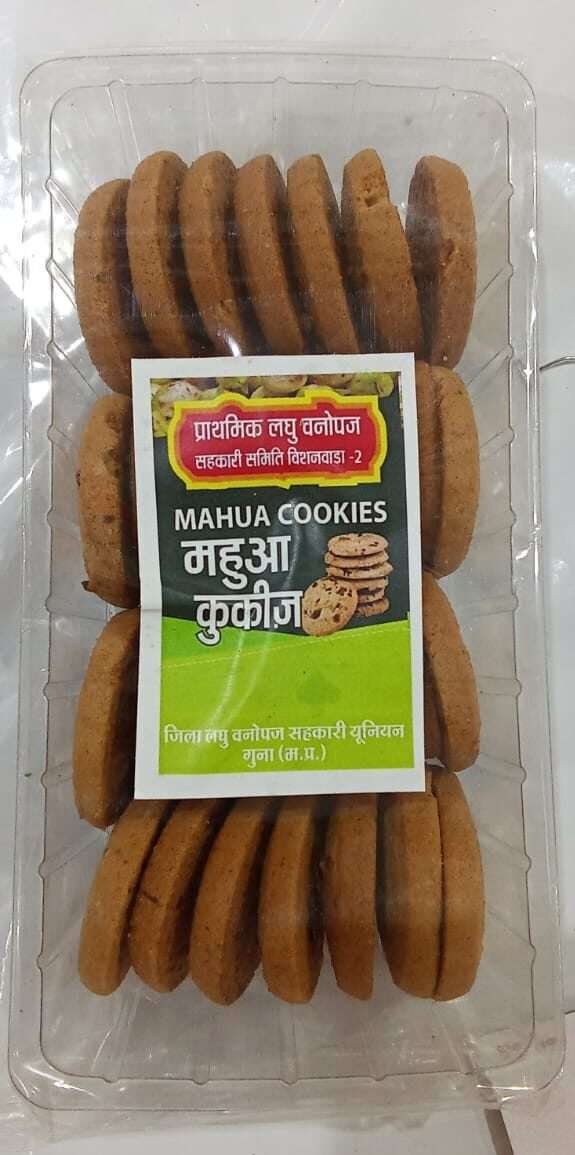 प्राथमिक लघु वनोपज
सहकारी समिति विशनवाडा -2
MAHUA COOKIES
महुआ
कुकीज़
जिला लघु वनोपज सहकारी यूनियन
गुना (म.प्र.)